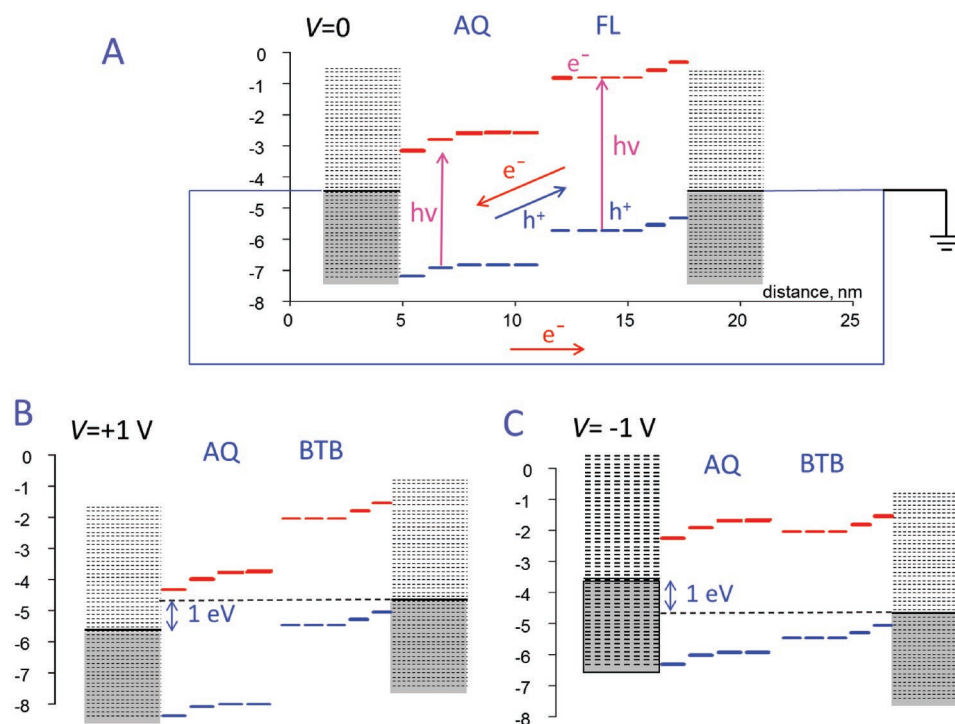 A
V=0
AQ
FL
0
-1
-2
-3
-4
-5
-6
-7
-8
e⁻
hν
hν
e⁻
h⁺
h⁺
distance, nm
0
5
10
15
20
25
e⁻
B
V=+1 V
AQ
BTB
0
-1
-2
-3
-4
-5
-6
-7
-8
1 eV
C
V= -1 V
AQ
BTB
0
-1
-2
-3
-4
-5
-6
-7
-8
1 eV